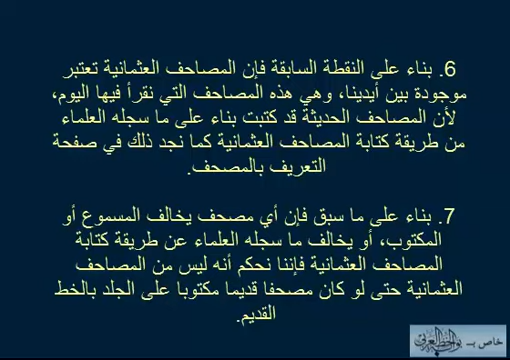 6. بناء على النقطة السابقة فإن المصاحف العثمانية تعتبر
موجودة بين أيدينا، وهي هذه المصاحف التي نقرأ فيها اليوم،
لأن المصاحف الحديثة قد كتبت بناء على ما سجله العلماء
من طريقة كتابة المصاحف العثمانية كما نجد ذلك في صفحة
التعريف بالمصحف.
7. بناء على ما سبق فإن أي مصحف يخالف المسموع أو
المكتوب، أو يخالف ما سجله العلماء عن طريقة كتابة
المصاحف العثمانية فإننا نحكم أنه ليس من المصاحف
العثمانية حتى لو كان مصحفا قديما مكتوبا على الجلد بالخط
القديم.
خاص بـ